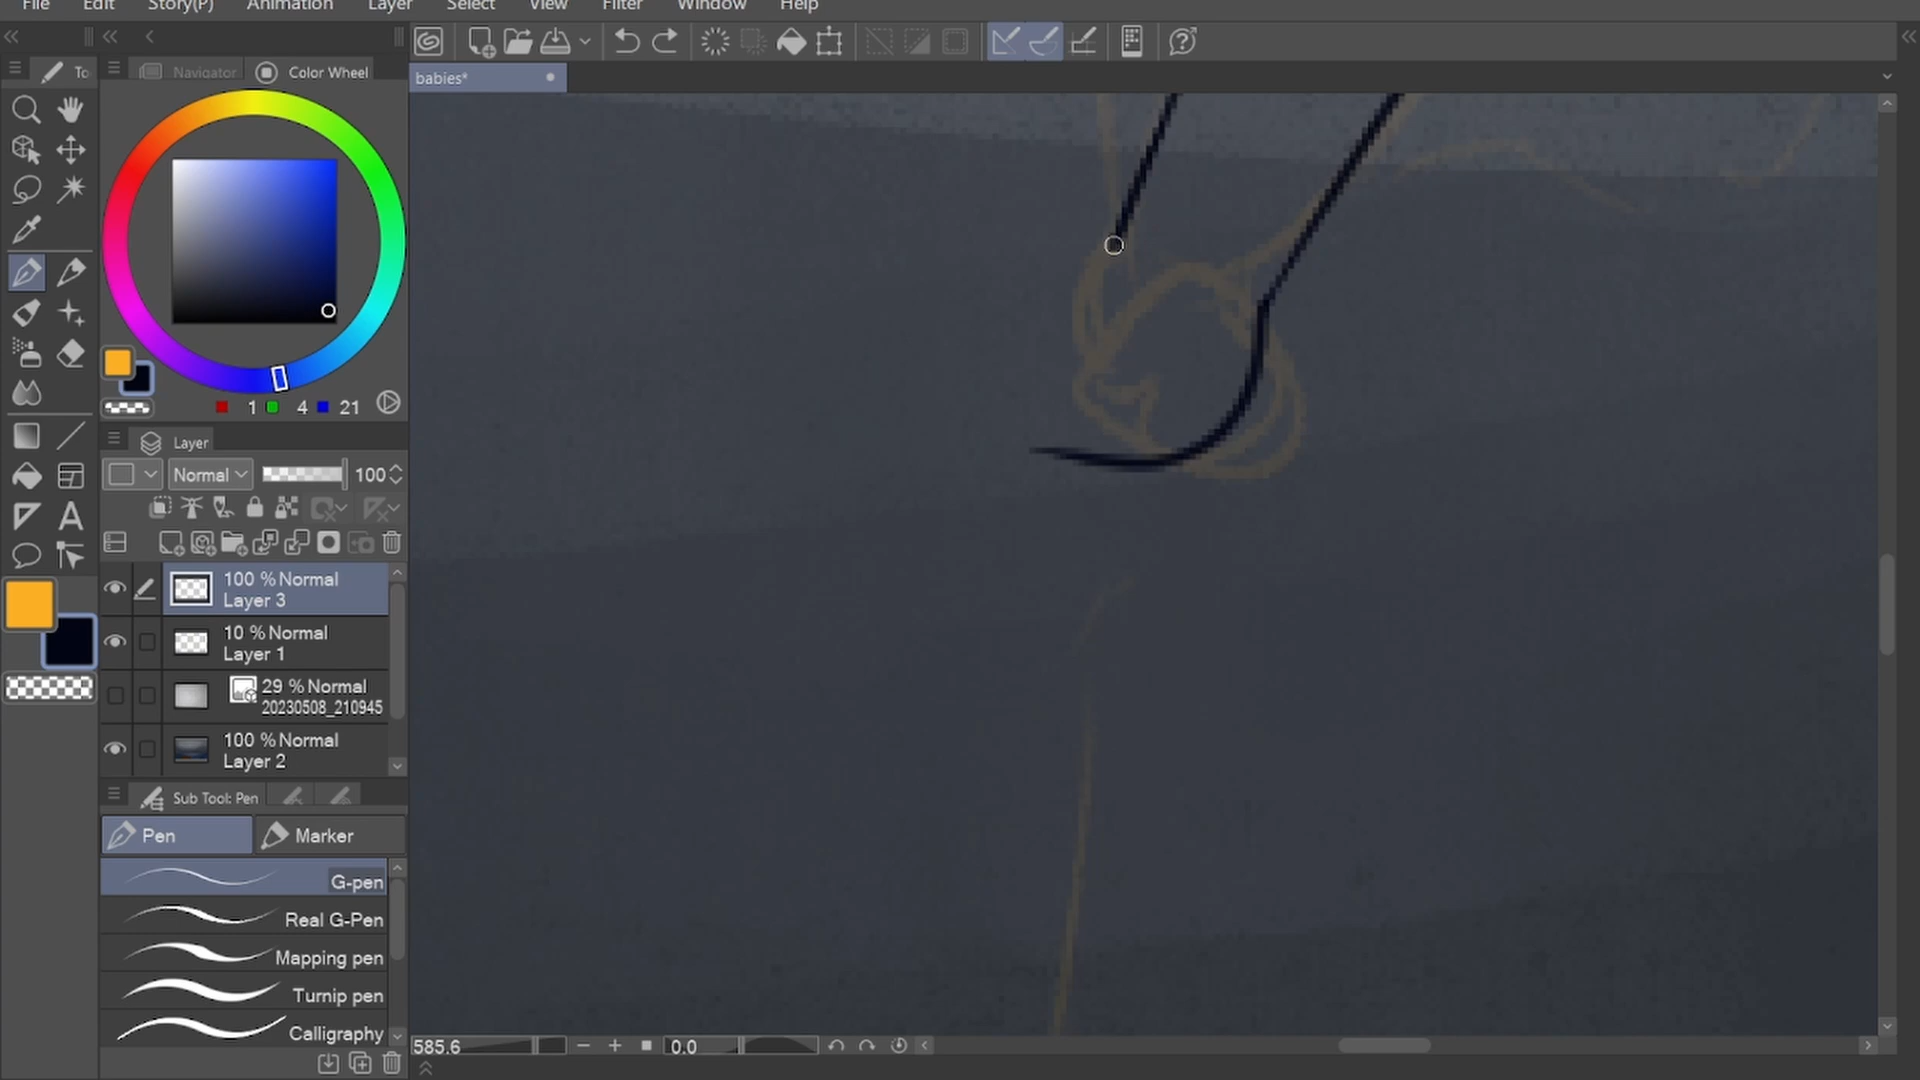 File Edit Story(P) Animation Layer Select View Filter Window Help
To Navigator Color Wheel
babies*
1 4 21
Layer
Normal 100
100 % Normal
Layer 3
10 % Normal
Layer 1
29 % Normal
20230508_210945
100 % Normal
Layer 2
Sub Tool: Pen
Pen Marker
G-pen
Real G-Pen
Mapping pen
Turnip pen
Calligraphy
585.6 0.0